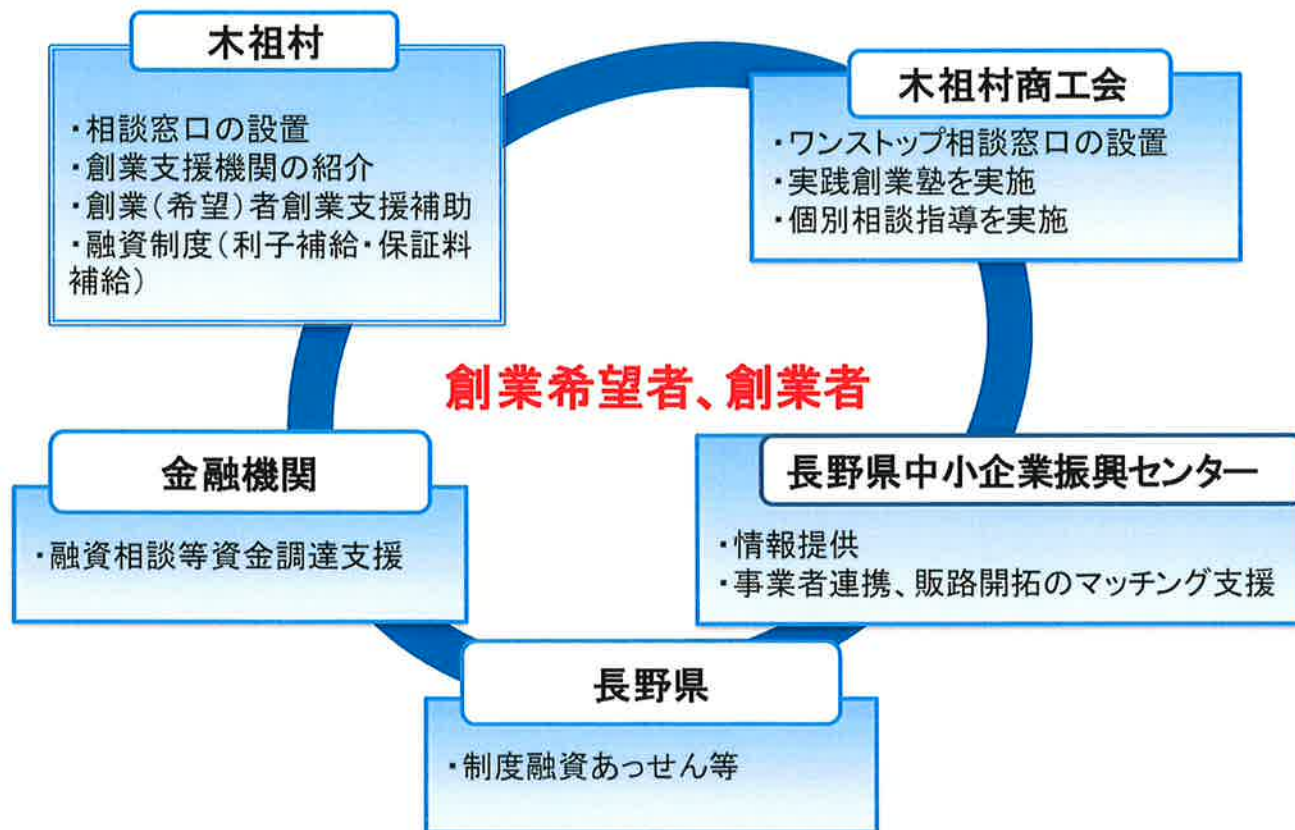 木祖村
・相談窓口の設置
・創業支援機関の紹介
・創業(希望)者創業支援補助
・融資制度(利子補給・保証料
補給)
木祖村商工会
・ワンストップ相談窓口の設置
・実践創業塾を実施
・個別相談指導を実施
創業希望者、創業者
金融機関
・融資相談等資金調達支援
長野県中小企業振興センター
・情報提供
・事業者連携、販路開拓のマッチング支援
長野県
・制度融資あっせん等